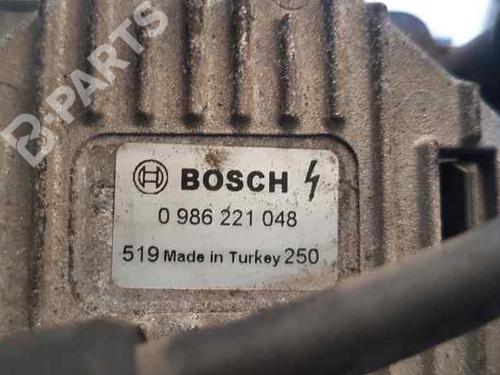 B-PARTS
BOSCH
0 986 221 048
519 Made in Turkey 250